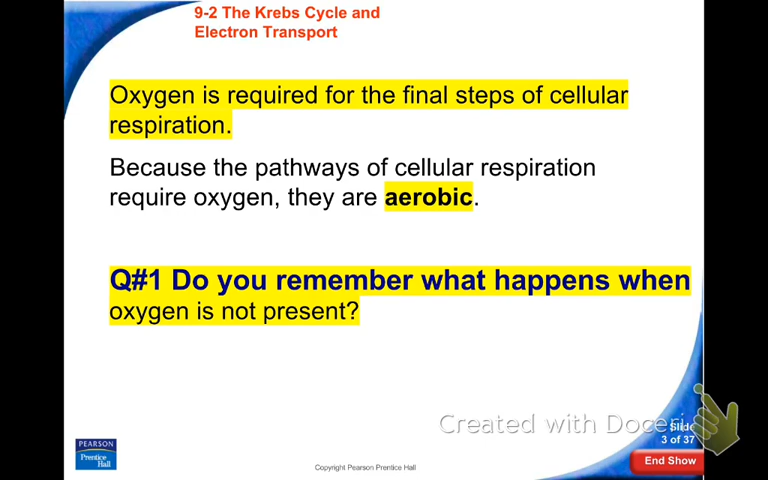 9-2 The Krebs Cycle and
Electron Transport
Oxygen is required for the final steps of cellular
respiration.
Because the pathways of cellular respiration
require oxygen, they are aerobic.
Q#1 Do you remember what happens when
oxygen is not present?
Created with Doceri
Slide
3 of 37
End Show
PEARSON
Prentice
Hall
Copyright Pearson Prentice Hall